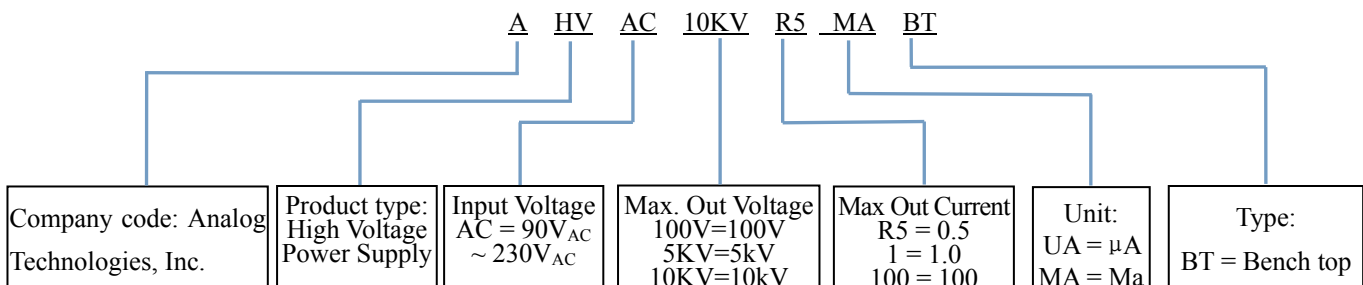 A HV AC 10KV R5 MA BT
Company code: Analog
Technologies, Inc.
Product type:
High Voltage
Power Supply
Input Voltage
AC = 90VAC
~ 230VAC
Max. Out Voltage
100V=100V
5KV=5kV
10KV=10kV
Max Out Current
R5 = 0.5
1 = 1.0
100 = 100
Unit:
UA = μA
MA = Ma
Type:
BT = Bench top